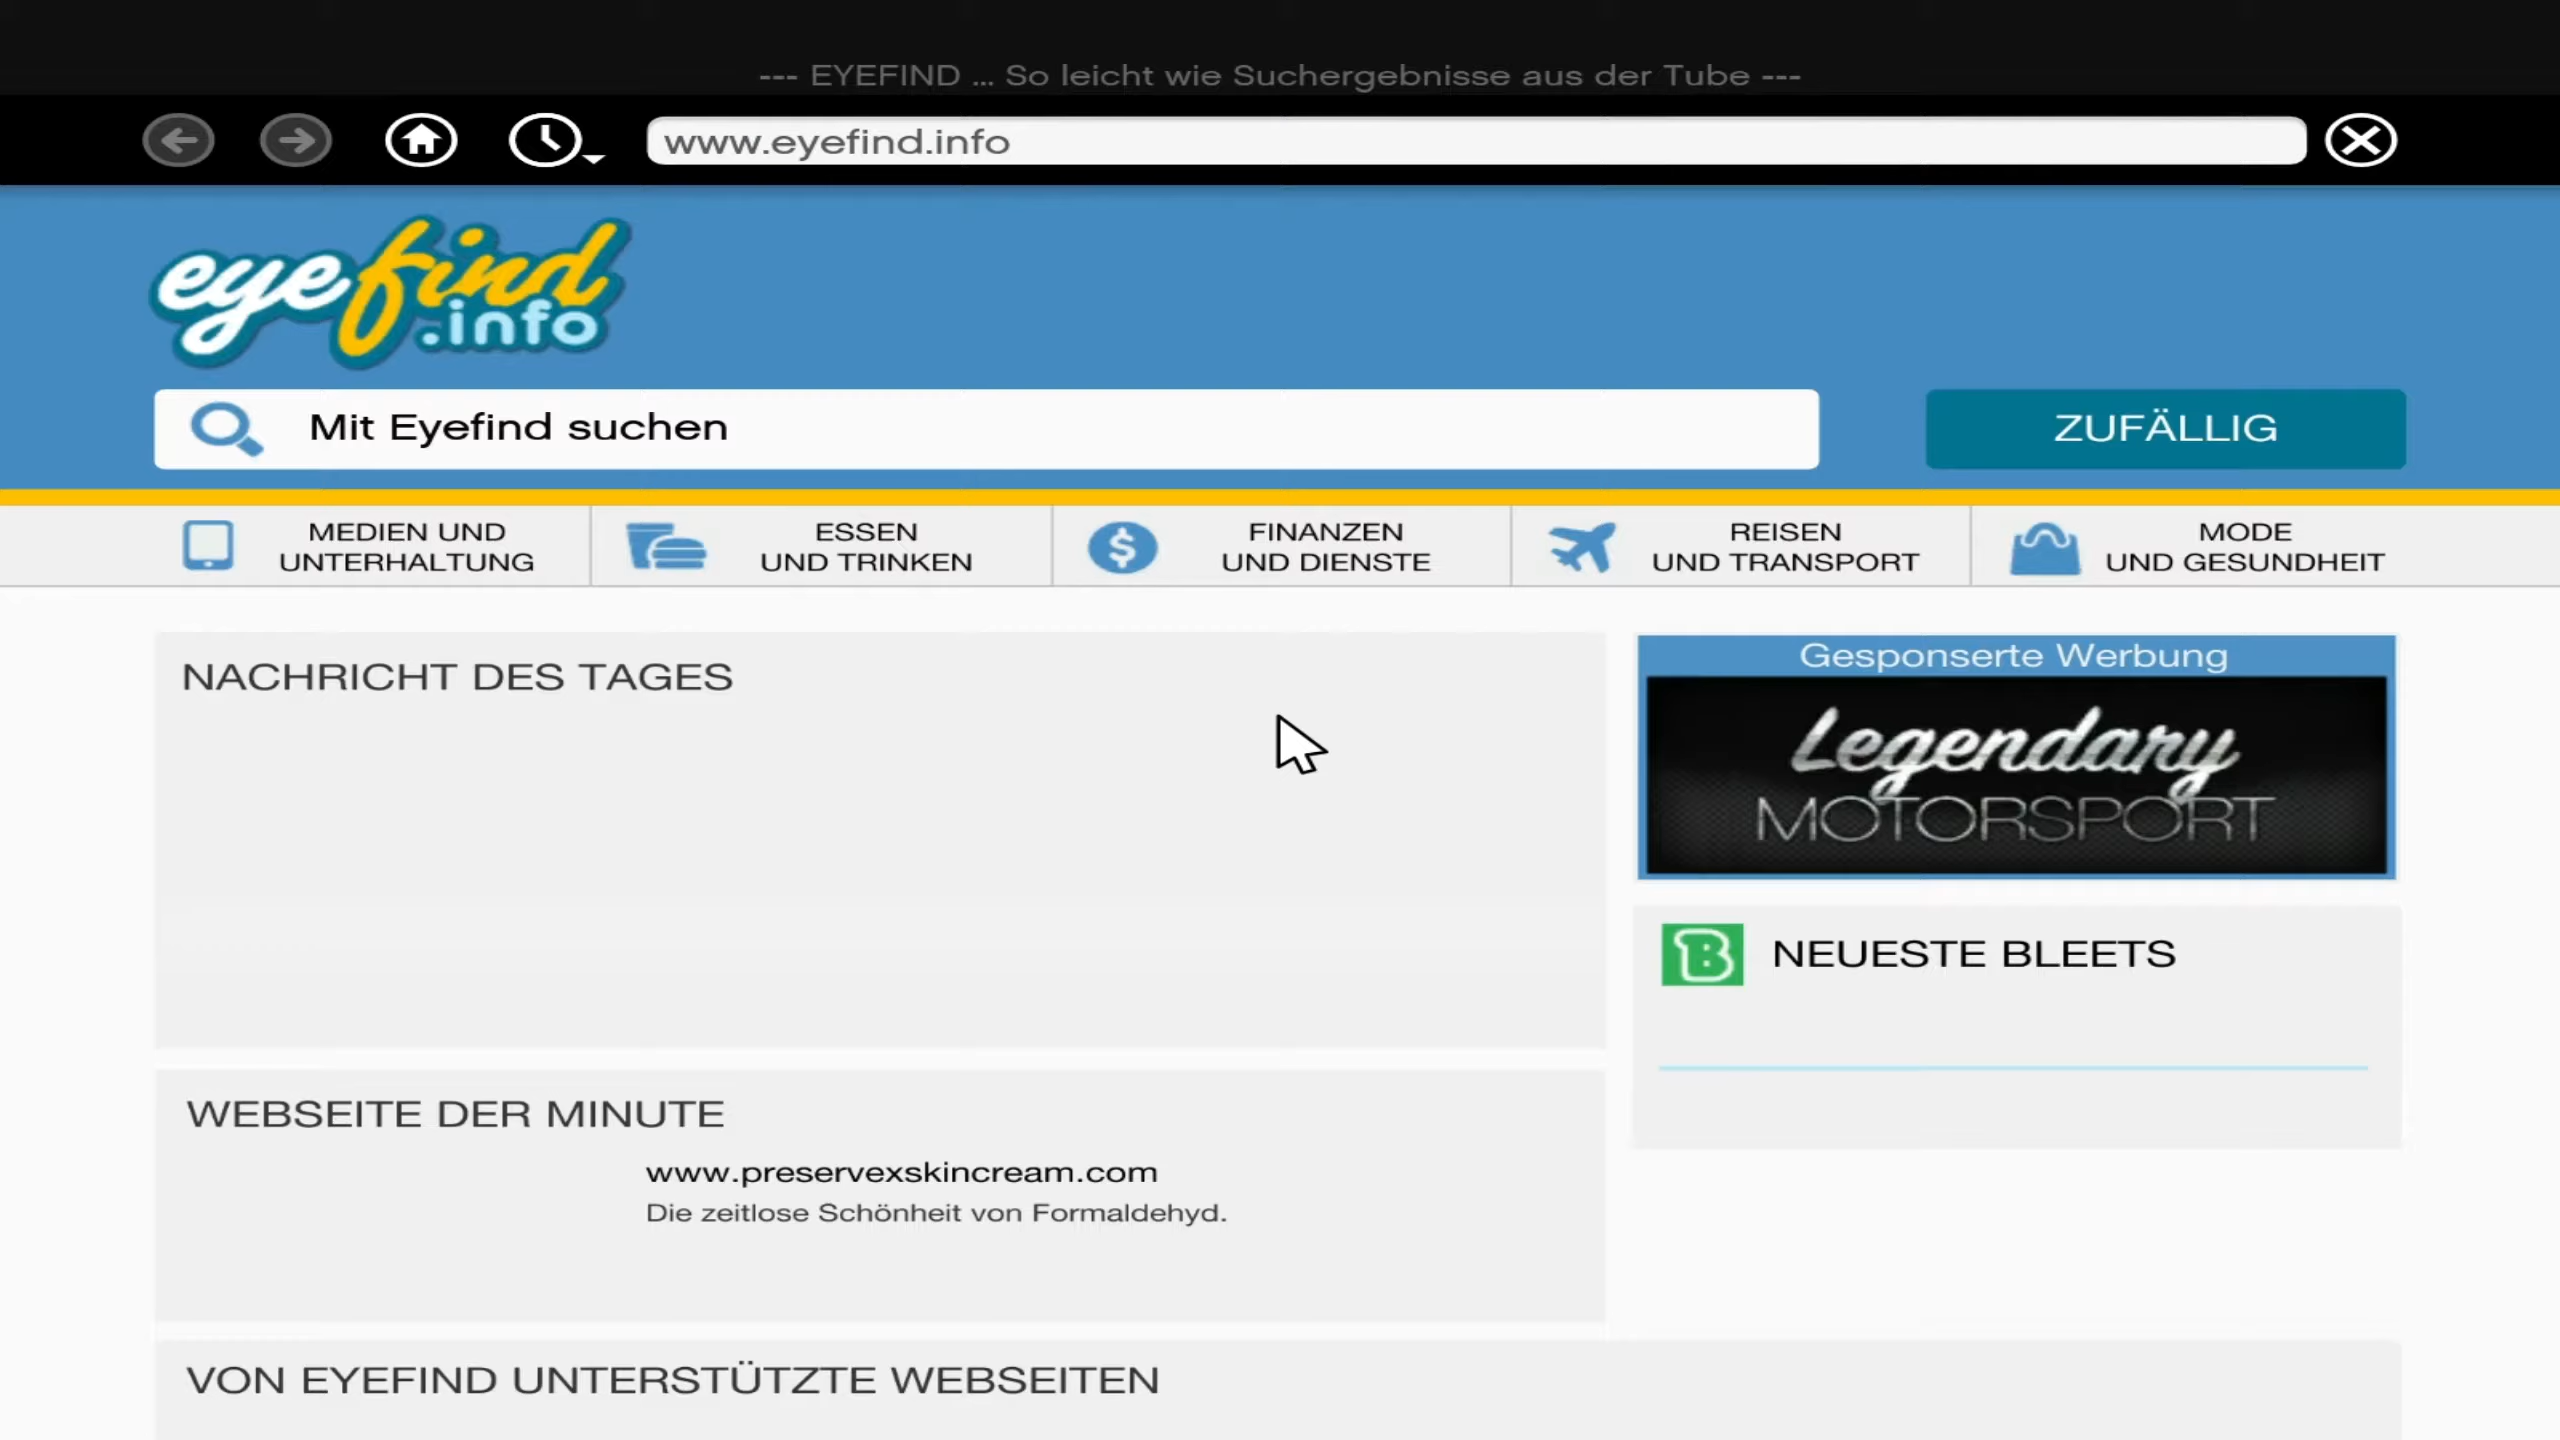 --- EYEFIND ... So leicht wie Suchergebnisse aus der Tube ---
www.eyefind.info
eyefind
.info
Mit Eyefind suchen
ZUFÄLLIG
MEDIEN UND
UNTERHALTUNG
ESSEN
UND TRINKEN
FINANZEN
UND DIENSTE
REISEN
UND TRANSPORT
MODE
UND GESUNDHEIT
NACHRICHT DES TAGES
Gesponserte Werbung
Legendary
MOTORSPORT
B
NEUESTE BLEETS
WEBSEITE DER MINUTE
www.preservexskincream.com
Die zeitlose Schönheit von Formaldehyd.
VON EYEFIND UNTERSTÜTZTE WEBSEITEN